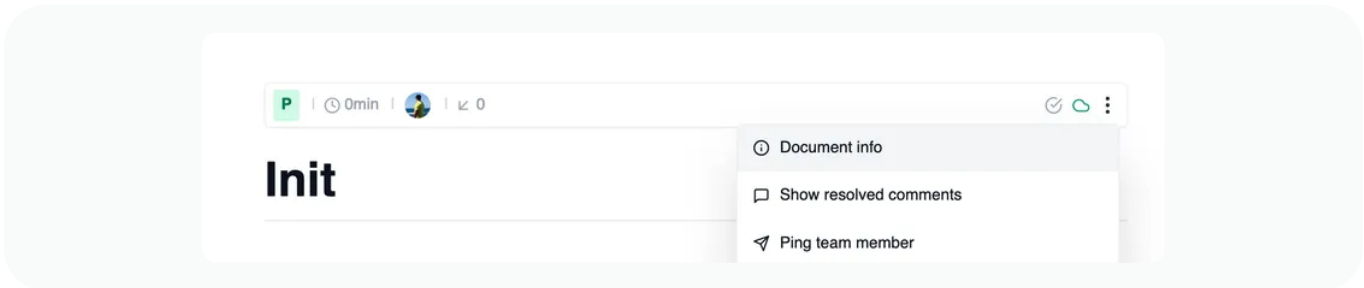 P 0min 0
Document info
Init
Show resolved comments
Ping team member